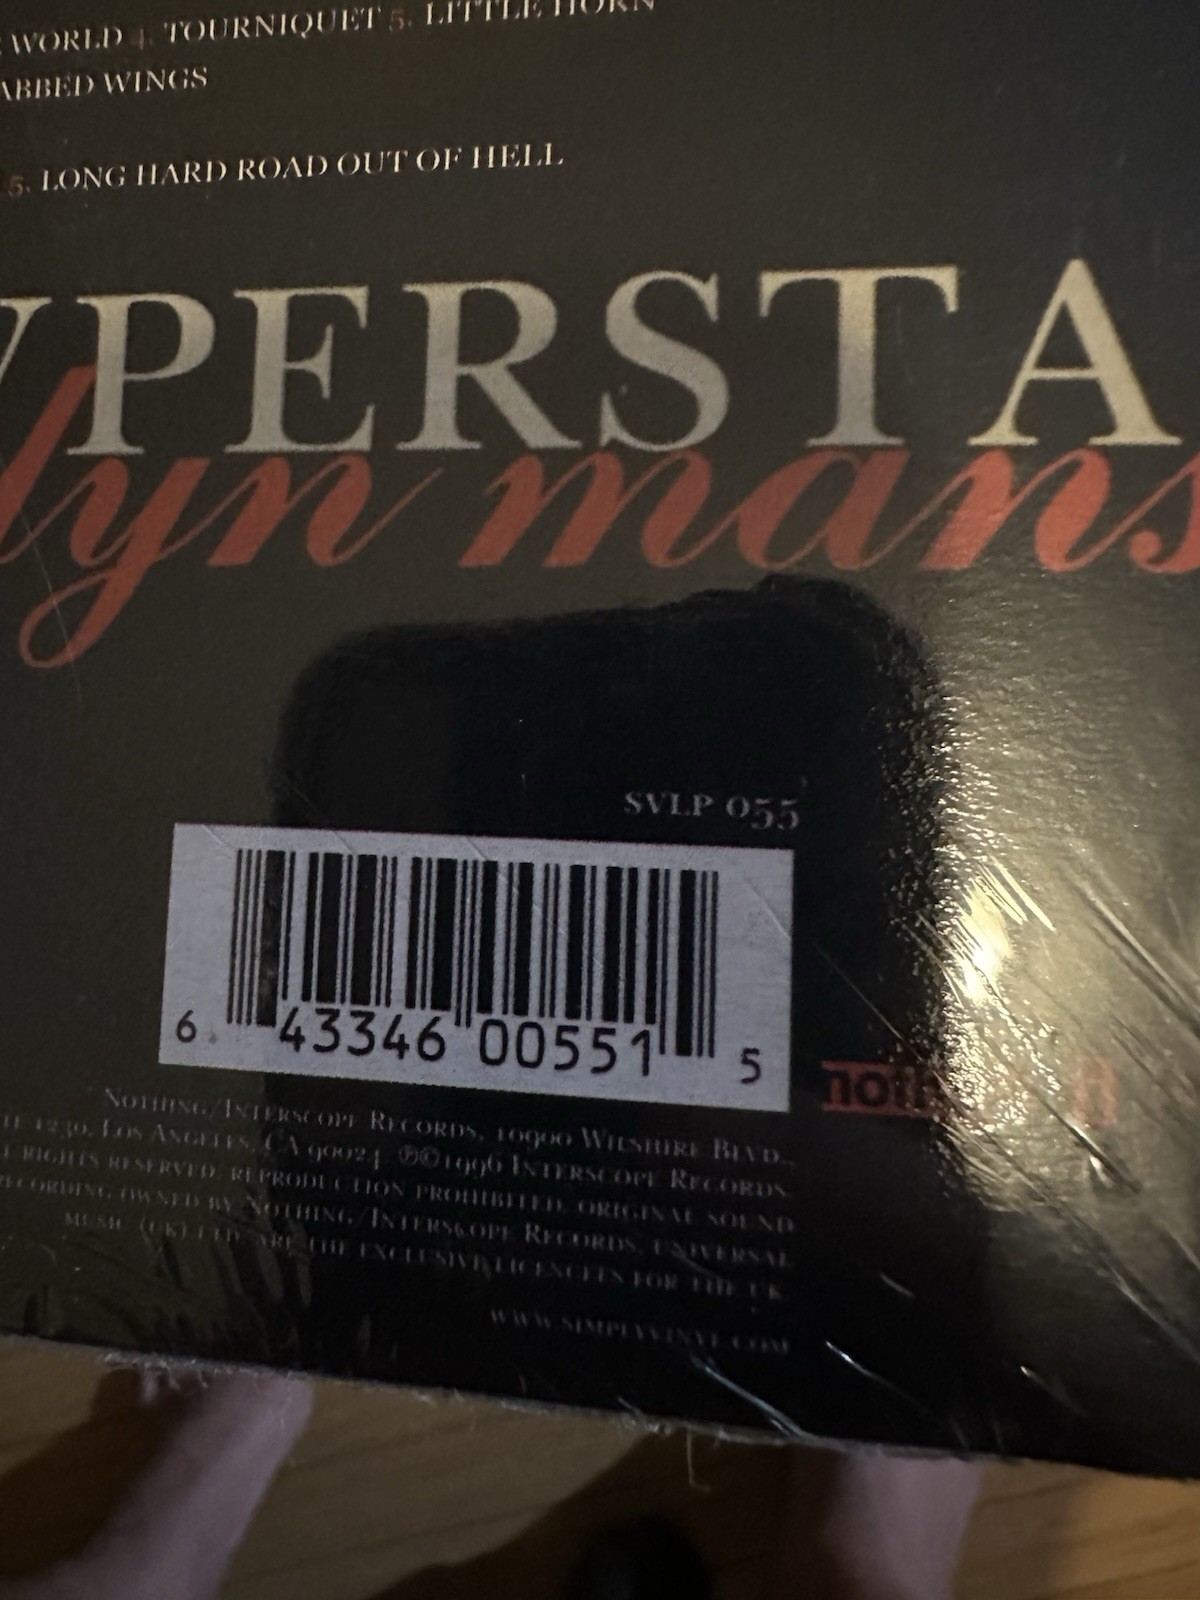 WORLD 4. TOURNIQUET 5. LITTLE HORN
ABBED WINGS
5. LONG HARD ROAD OUT OF HELL
YPERSTA
lyn mans
SVLP 055
6 43346 00551 5
NOTHING/INTERSCOPE RECORDS, 10900 WILSHIRE BLVD.,
TE 1230, LOS ANGELES, CA 90024 ℗©1996 INTERSCOPE RECORDS.
L RIGHTS RESERVED. REPRODUCTION PROHIBITED. ORIGINAL SOUND
RECORDING OWNED BY NOTHING/INTERSCOPE RECORDS. UNIVERSAL
MUSIC (UK) LTD. ARE THE EXCLUSIVE LICENCEES FOR THE UK
WWW.SIMPLYVINYL.COM